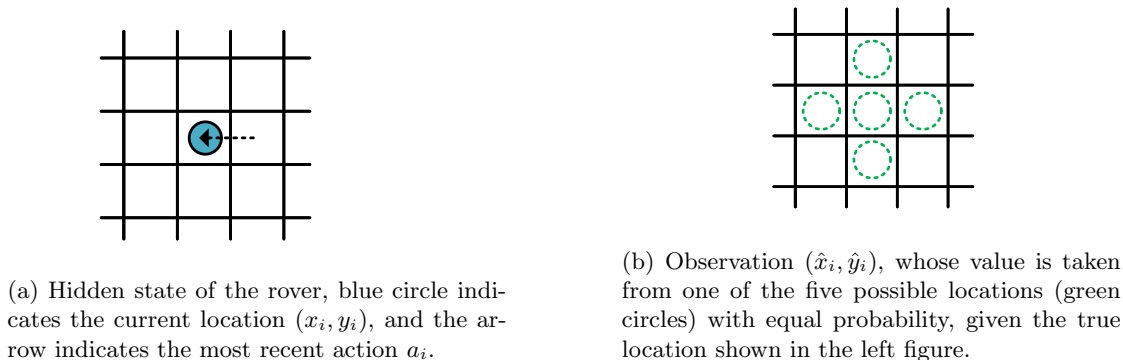 (a) Hidden state of the rover, blue circle indi-
cates the current location (x_i, y_i), and the ar-
row indicates the most recent action a_i.
(b) Observation (x̂_i, ŷ_i), whose value is taken
from one of the five possible locations (green
circles) with equal probability, given the true
location shown in the left figure.